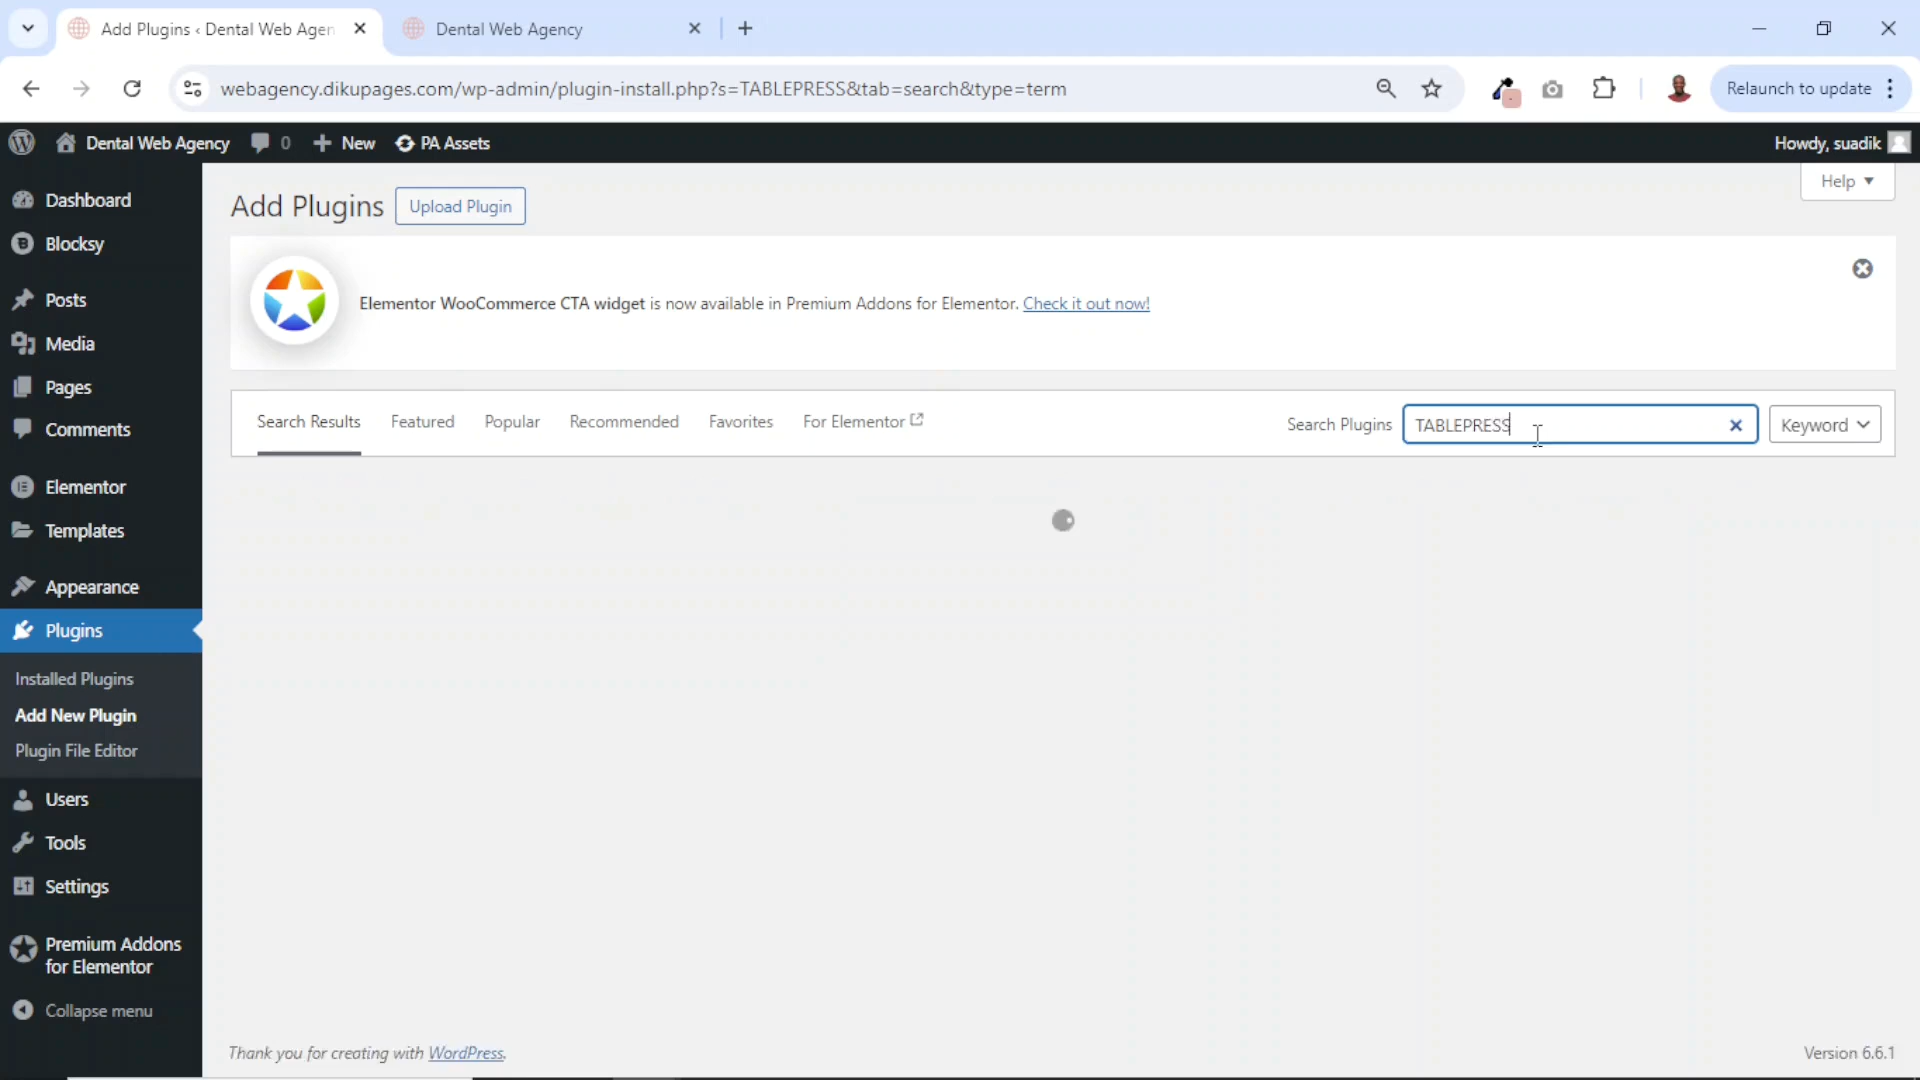 Add Plugins ‹ Dental Web Agen
Dental Web Agency
webagency.dikupages.com/wp-admin/plugin-install.php?s=TABLEPRESS&tab=search&type=term
Relaunch to update
Dental Web Agency
0
New
PA Assets
Howdy, suadik
Help
Dashboard
Blocksy
Posts
Media
Pages
Comments
Elementor
Templates
Appearance
Plugins
Installed Plugins
Add New Plugin
Plugin File Editor
Users
Tools
Settings
Premium Addons
for Elementor
Collapse menu
Add Plugins
Upload Plugin
Elementor WooCommerce CTA widget is now available in Premium Addons for Elementor. Check it out now!
Search Results
Featured
Popular
Recommended
Favorites
For Elementor
Search Plugins
TABLEPRESS
Keyword
Thank you for creating with WordPress.
Version 6.6.1